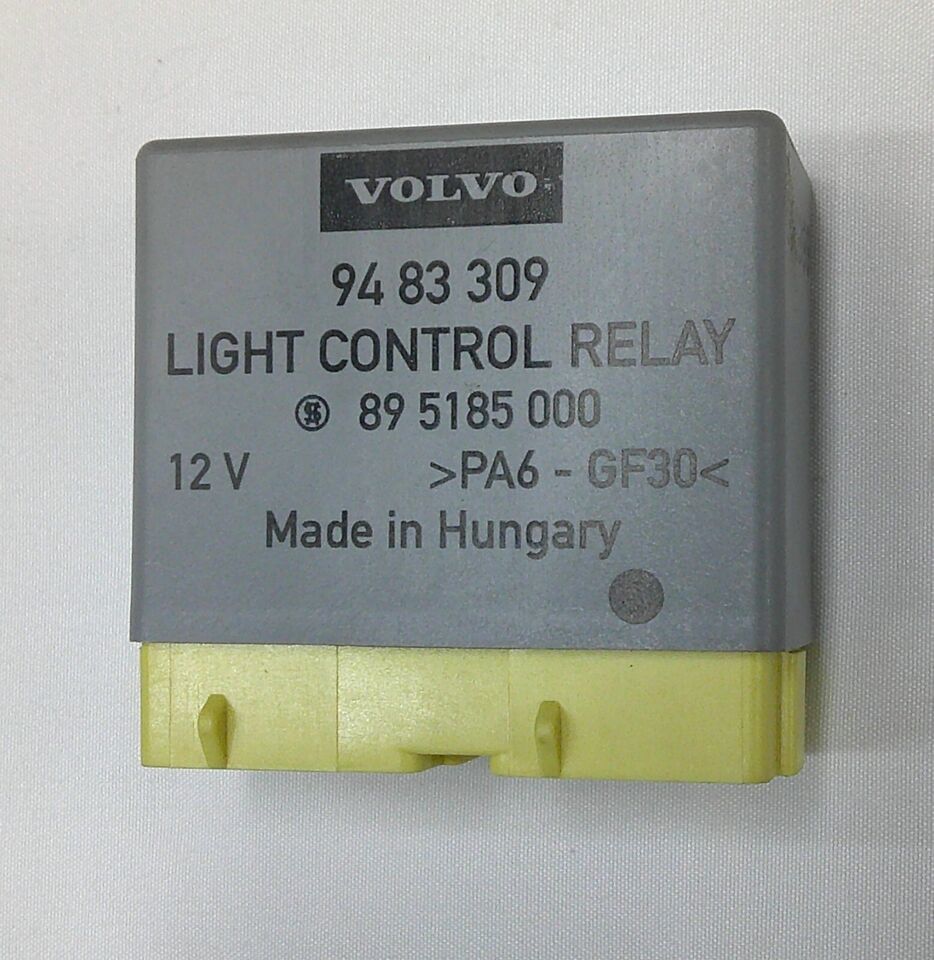 VOLVO
94 83 309
LIGHT CONTROL RELAY
89 5185 000
12 V >PA6 - GF30<
Made in Hungary